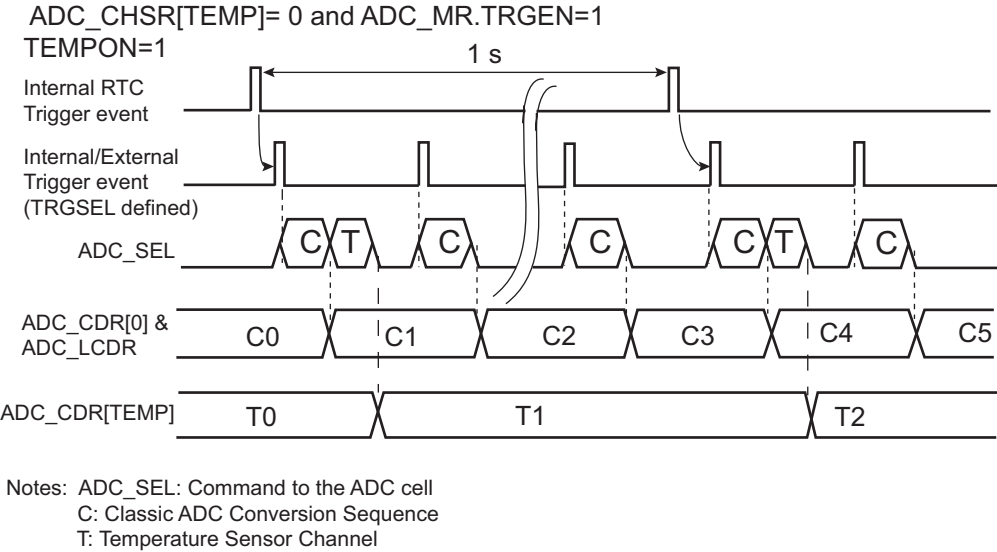 ADC_CHSR[TEMP]= 0 and ADC_MR.TRGEN=1
TEMPON=1
1 s
Internal RTC
Trigger event
Internal/External
Trigger event
(TRGSEL defined)
ADC_SEL
C T C C C T C
ADC_CDR[0] &
ADC_LCDR
C0 C1 C2 C3 C4 C5
ADC_CDR[TEMP]
T0 T1 T2
Notes: ADC_SEL: Command to the ADC cell
C: Classic ADC Conversion Sequence
T: Temperature Sensor Channel